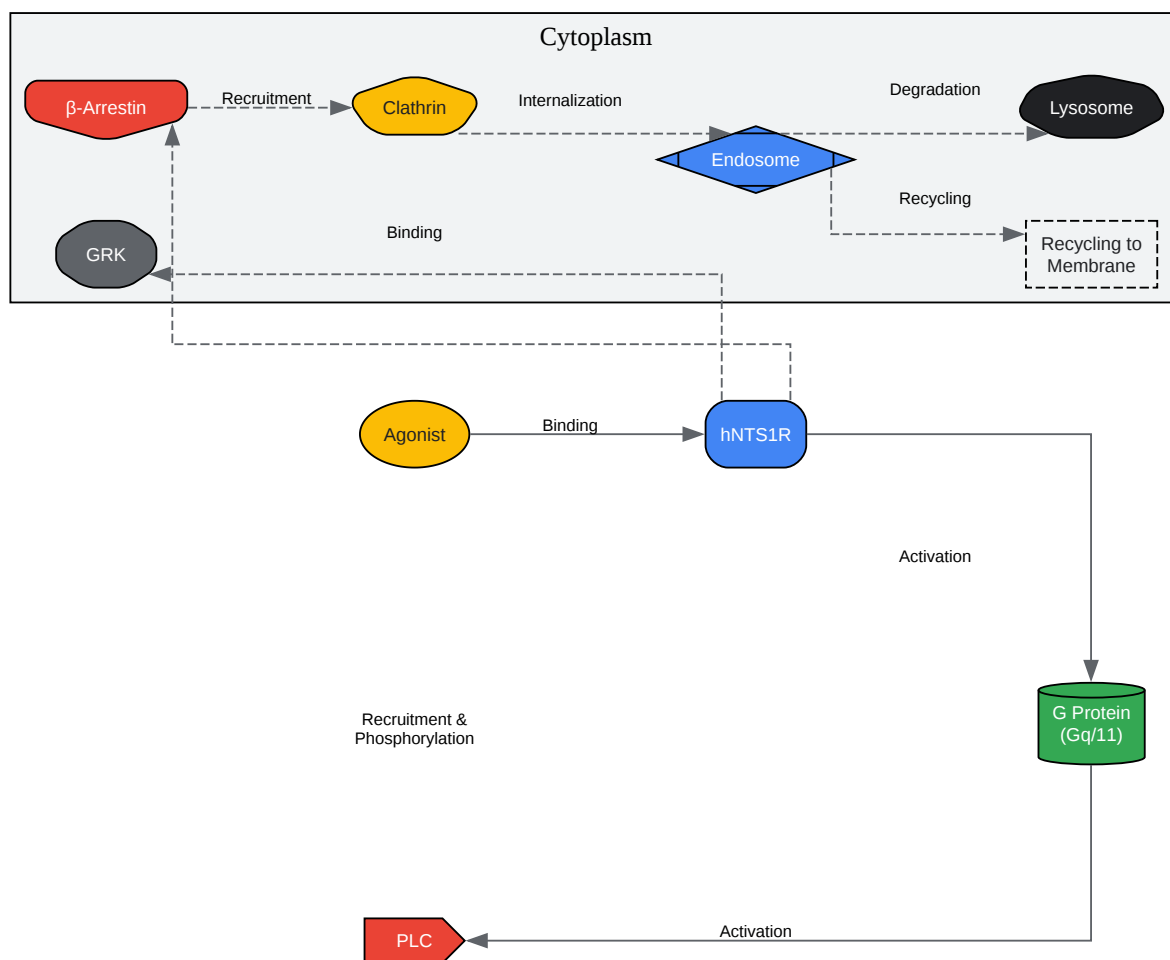 Cytoplasm
β-Arrestin
Recruitment
Clathrin
Internalization
Endosome
Degradation
Lysosome
Recycling
Recycling to
Membrane
GRK
Binding
Agonist
Binding
hNTS1R
Activation
Recruitment &
Phosphorylation
G Protein
(Gq/11)
PLC
Activation